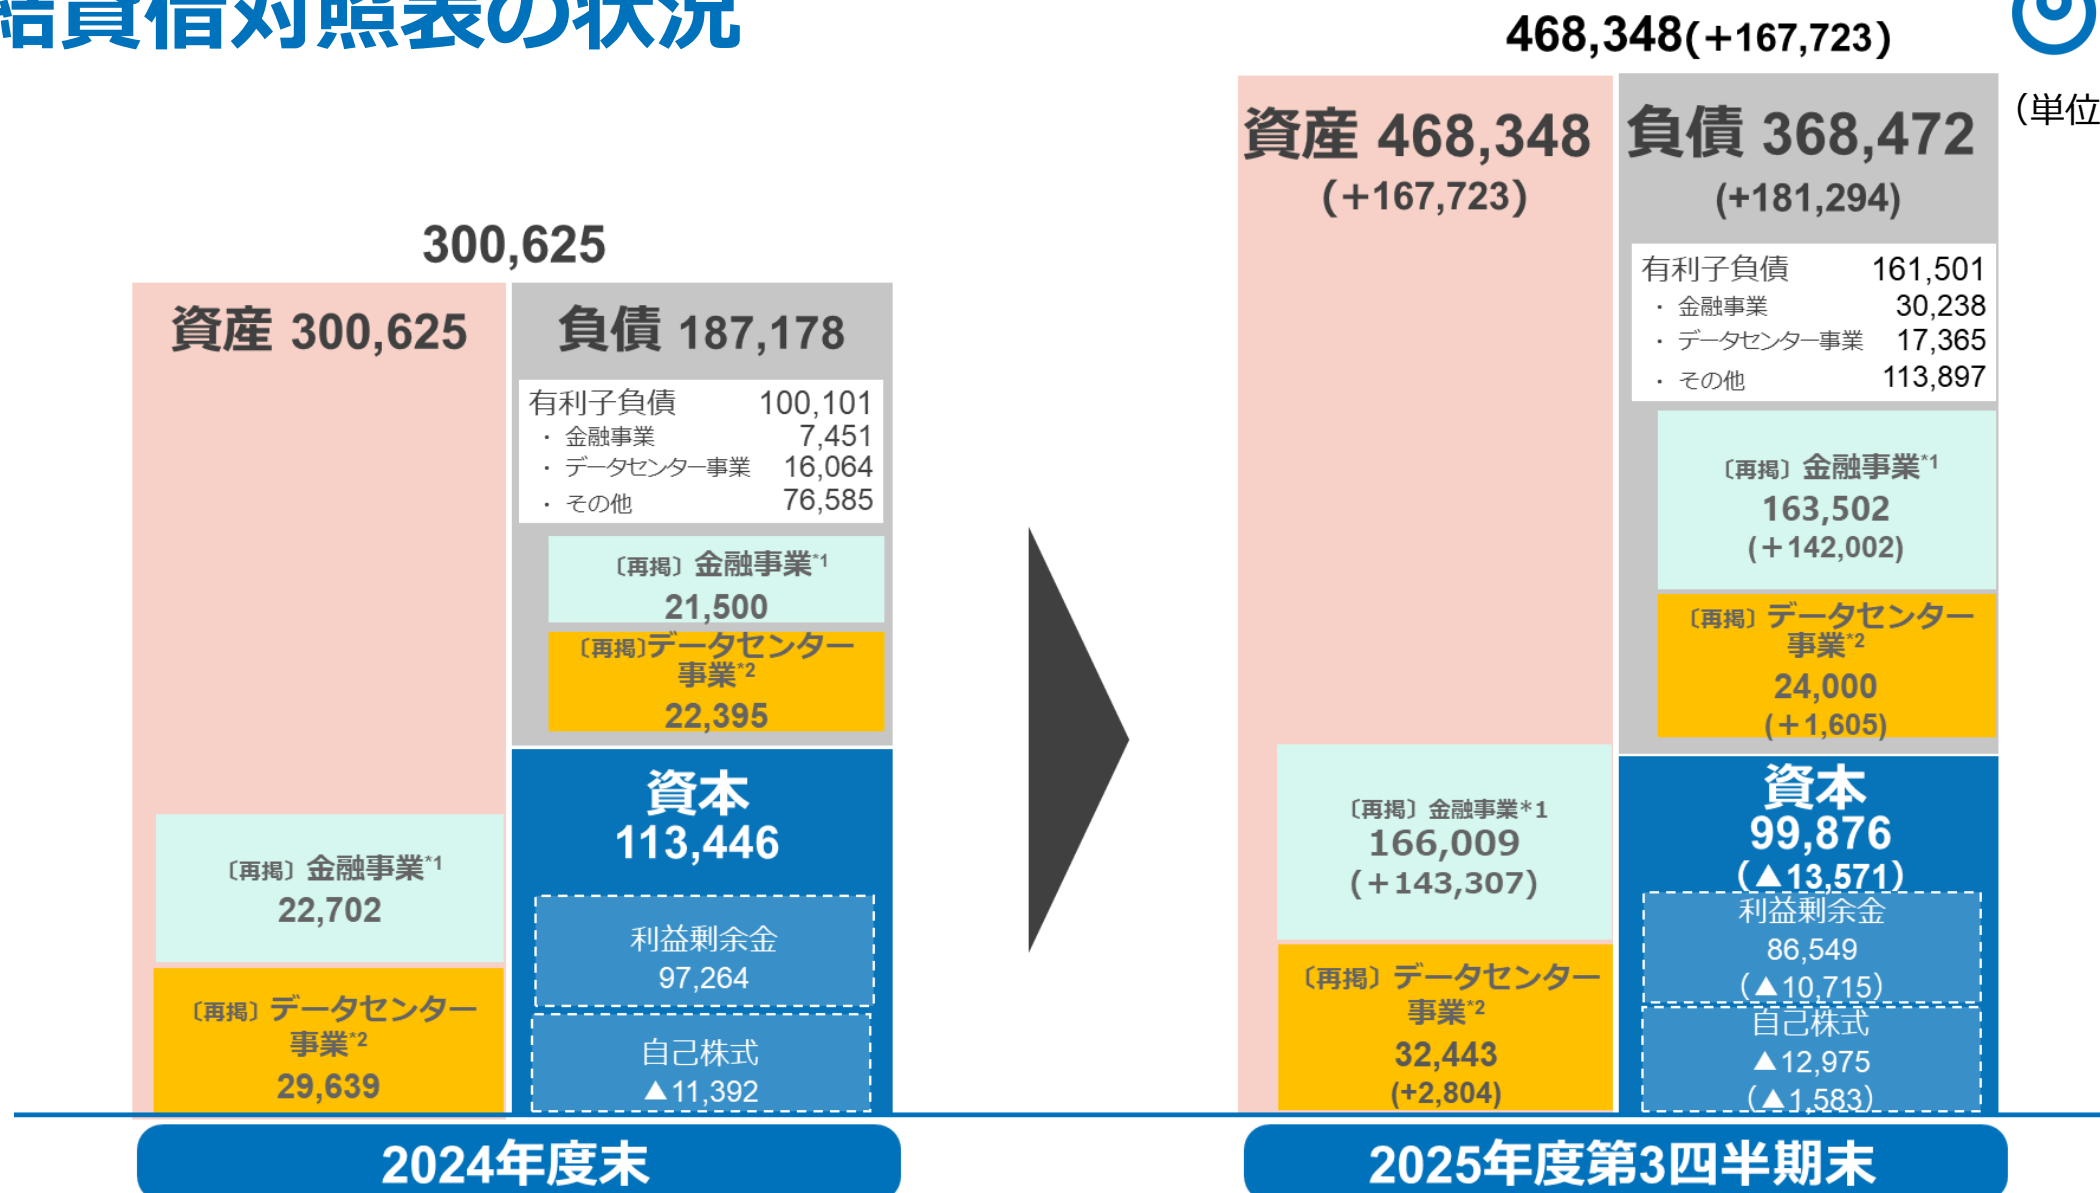 結貸借対照表の状況
468,348(+167,723)
(単位
300,625
資産 300,625
負債 187,178
有利子負債 100,101
・ 金融事業 7,451
・ データセンター事業 16,064
・ その他 76,585
〔再掲〕金融事業*1
21,500
〔再掲〕データセンター
事業*2
22,395
〔再掲〕金融事業*1
22,702
〔再掲〕データセンター
事業*2
29,639
資本
113,446
利益剰余金
97,264
自己株式
▲11,392
2024年度末
資産 468,348
(+167,723)
負債 368,472
(+181,294)
有利子負債 161,501
・ 金融事業 30,238
・ データセンター事業 17,365
・ その他 113,897
〔再掲〕金融事業*1
163,502
(+142,002)
〔再掲〕データセンター
事業*2
24,000
(+1,605)
〔再掲〕金融事業*1
166,009
(+143,307)
〔再掲〕データセンター
事業*2
32,443
(+2,804)
資本
99,876
(▲13,571)
利益剰余金
86,549
(▲10,715)
自己株式
▲12,975
(▲1,583)
2025年度第3四半期末